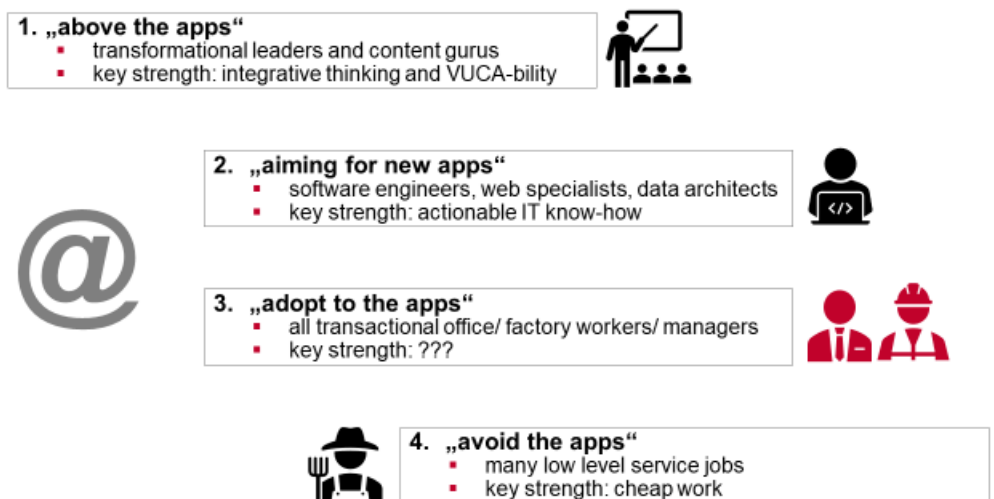 1. „above the apps“
▪ transformational leaders and content gurus
▪ key strength: integrative thinking and VUCA-bility
2. „aiming for new apps“
▪ software engineers, web specialists, data architects
▪ key strength: actionable IT know-how
</>
@
3. „adopt to the apps“
▪ all transactional office/ factory workers/ managers
▪ key strength: ???
4. „avoid the apps“
▪ many low level service jobs
▪ key strength: cheap work